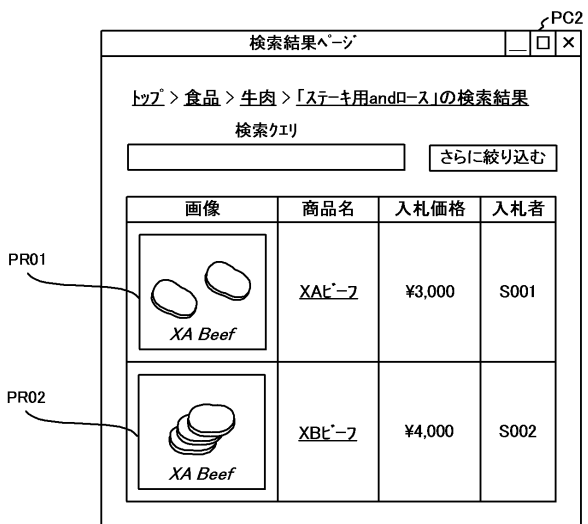 PC2
検索結果ﾍﾟｰｼﾞ
ﾄｯﾌﾟ > 食品 > 牛肉 > 「ｽﾃｰｷ用andﾛｰｽ」の検索結果
検索ｸｴﾘ
さらに絞り込む
画像 商品名 入札価格 入札者
PR01
XAﾋﾞｰﾌ ¥3,000 S001
XA Beef
PR02
XBﾋﾞｰﾌ ¥4,000 S002
XA Beef